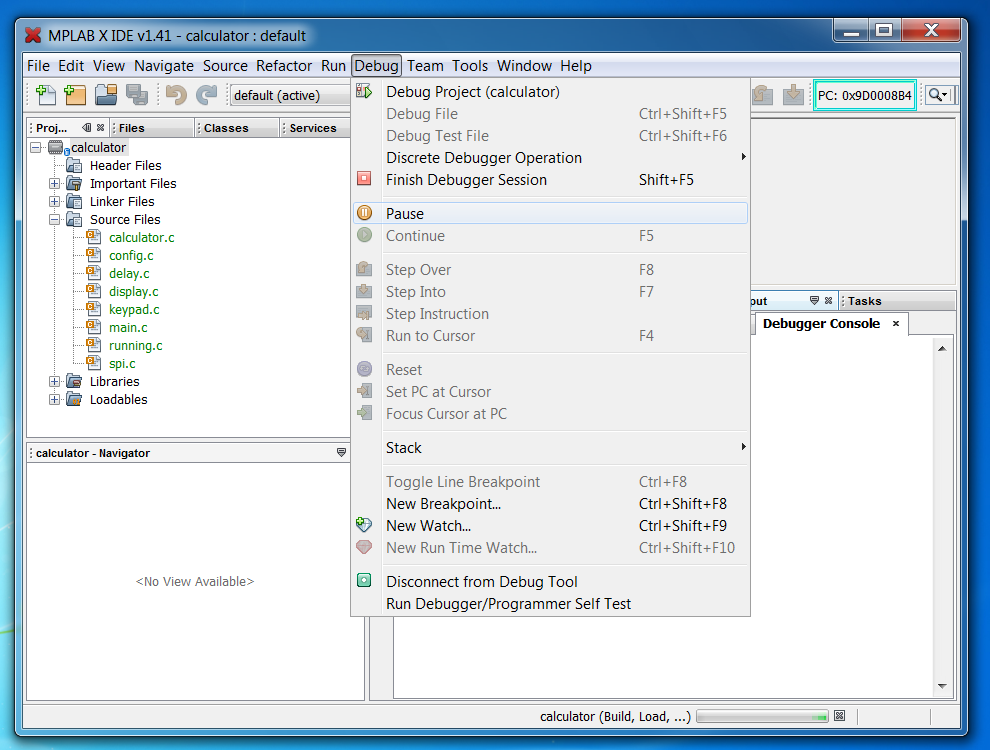 MPLAB X IDE v1.41 - calculator : default
File Edit View Navigate Source Refactor Run Debug Team Tools Window Help
default (active)
PC: 0x9D0008B4
Proj... Files Classes Services
calculator
Header Files
Important Files
Linker Files
Source Files
calculator.c
config.c
delay.c
display.c
keypad.c
main.c
running.c
spi.c
Libraries
Loadables
calculator - Navigator
<No View Available>
Debug Project (calculator)
Debug File Ctrl+Shift+F5
Debug Test File Ctrl+Shift+F6
Discrete Debugger Operation
Finish Debugger Session Shift+F5
Pause
Continue F5
Step Over F8
Step Into F7
Step Instruction
Run to Cursor F4
Reset
Set PC at Cursor
Focus Cursor at PC
Stack
Toggle Line Breakpoint Ctrl+F8
New Breakpoint... Ctrl+Shift+F8
New Watch... Ctrl+Shift+F9
New Run Time Watch... Ctrl+Shift+F10
Disconnect from Debug Tool
Run Debugger/Programmer Self Test
put Tasks
Debugger Console
calculator (Build, Load, ...)